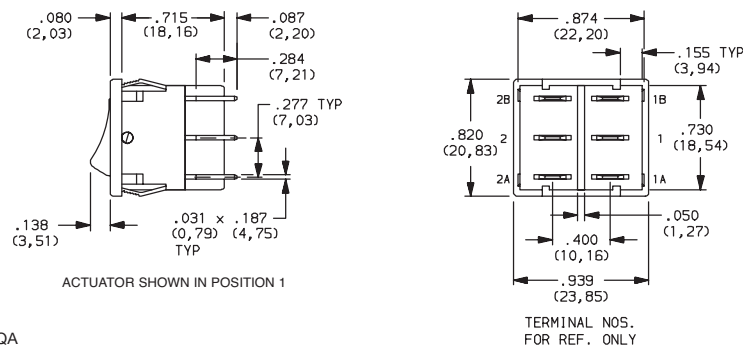 .080
(2,03)
.715
(18,16)
.087
(2,20)
.284
(7,21)
.277 TYP
(7,03)
.138
(3,51)
.031 x .187
(0,79) (4,75)
TYP
ACTUATOR SHOWN IN POSITION 1
QA
.874
(22,20)
.155 TYP
(3,94)
2B
1B
.820
(20,83)
2
1
.730
(18,54)
2A
1A
.050
(1,27)
.400
(10,16)
.939
(23,85)
TERMINAL NOS.
FOR REF. ONLY